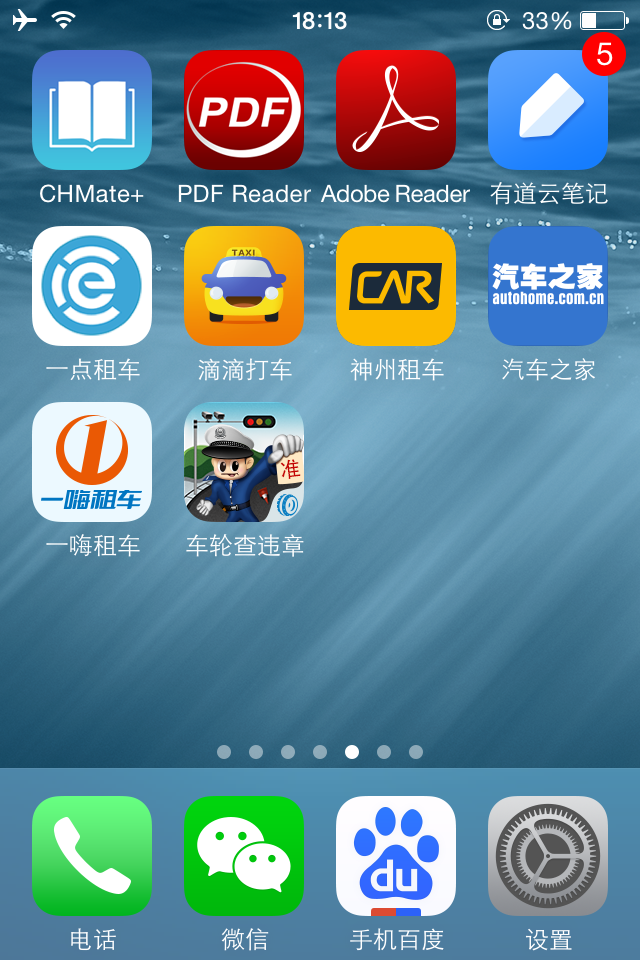 18:13
33%
5
PDF
CHMate+
PDF Reader
Adobe Reader
有道云笔记
e
TAXI
CAR
汽车之家
autohome.com.cn
一点租车
滴滴打车
神州租车
汽车之家
一嗨租车
准
一嗨租车
车轮查违章
du
电话
微信
手机百度
设置